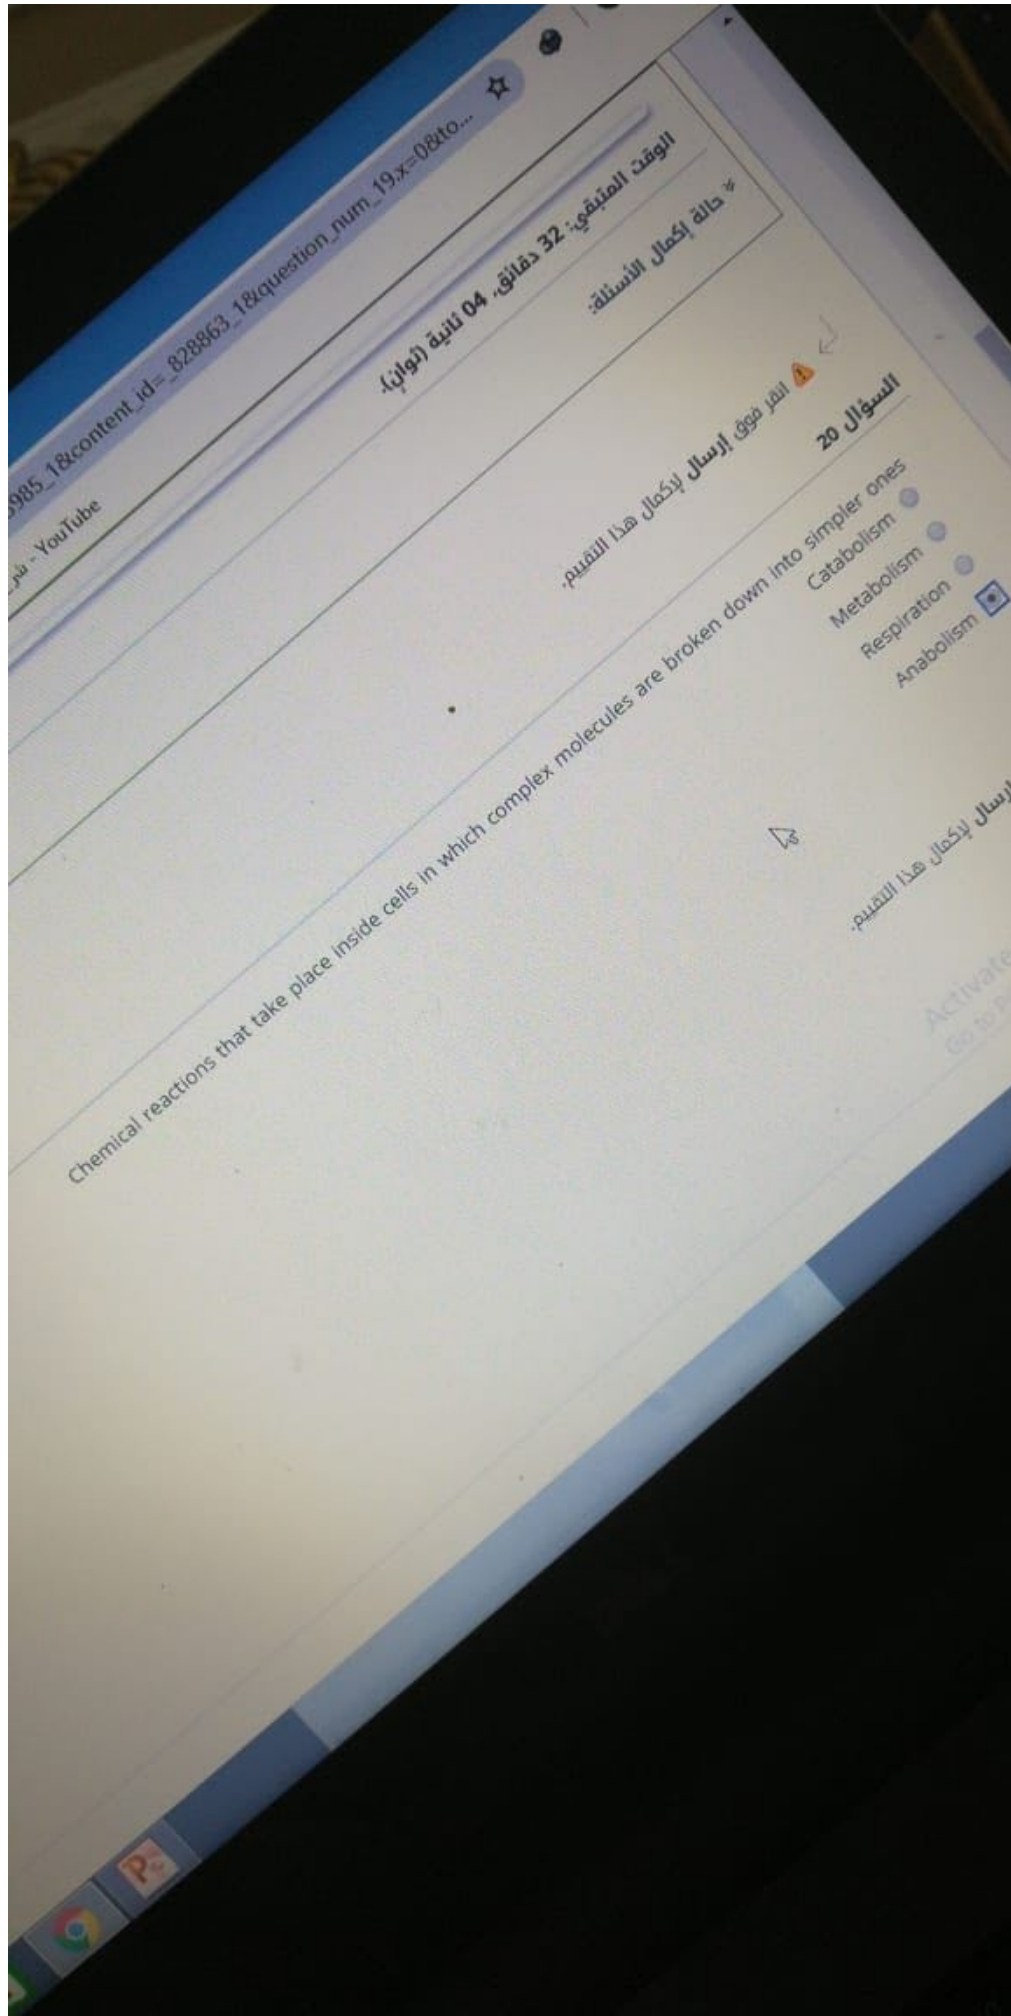 985_1&content_id=_828863_1&question_num_19.x=0&to...
YouTube -
الوقت المتبقي: 32 دقائق، 04 ثانية (ثوانٍ).
حالة إكمال الأسئلة:
انقر فوق إرسال لإكمال هذا التقييم.
السؤال 20
Chemical reactions that take place inside cells in which complex molecules are broken down into simpler ones
Catabolism
Metabolism
Respiration
Anabolism
إرسال لإكمال هذا التقييم.
Activate
Go to